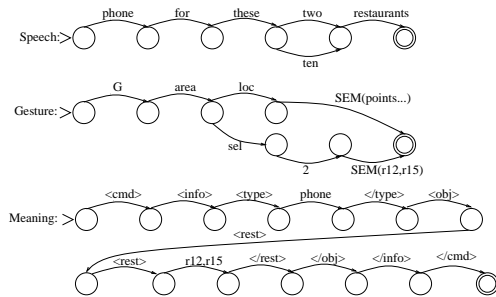 phone for these two restaurants
Speech:
ten
G area loc
SEM(points...)
Gesture:
sel
2 SEM(r12,r15)
<cmd> <info> <type> phone </type> <obj>
Meaning:
<rest>
<rest> r12,r15 </rest> </obj> </info> </cmd>